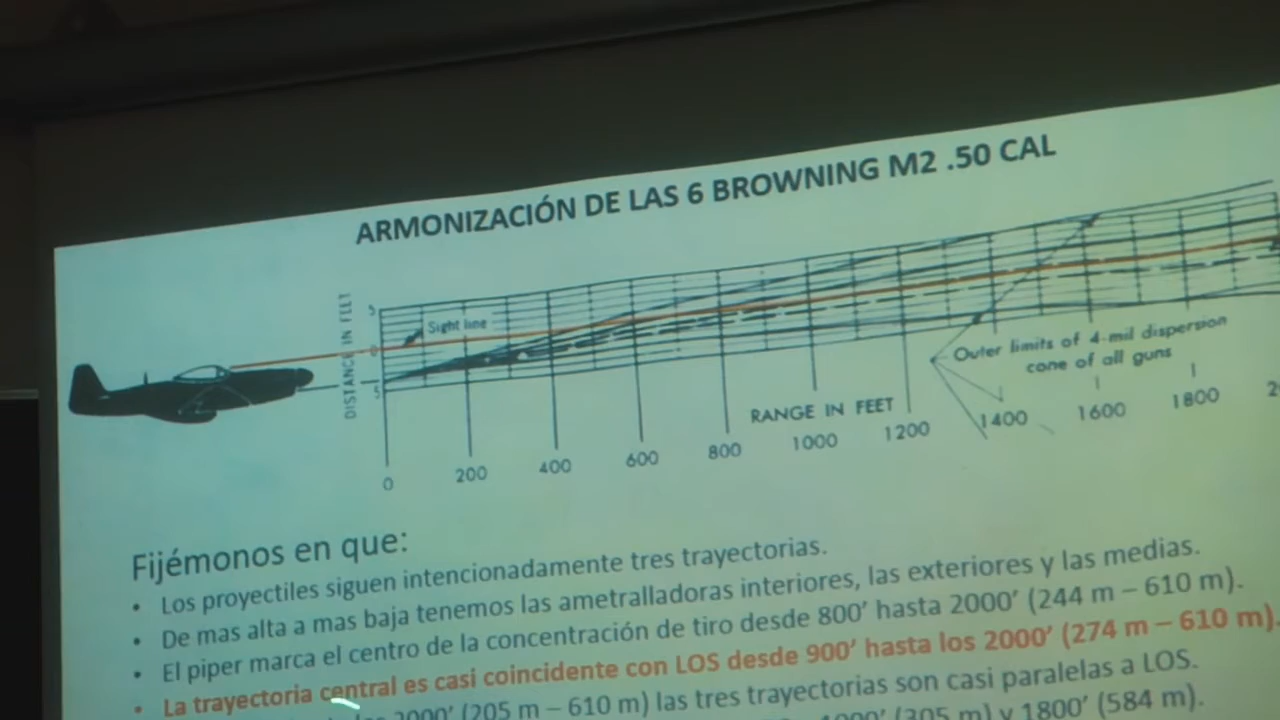 ARMONIZACIÓN DE LAS 6 BROWNING M2 .50 CAL
DISTANCE IN FEET
5
0
5
Sight line
Outer limits of 4-mil dispersion
cone of all guns
RANGE IN FEET
0 200 400 600 800 1000 1200 1400 1600 1800
Fijémonos en que:
• Los proyectiles siguen intencionadamente tres trayectorias.
• De mas alta a mas baja tenemos las ametralladoras interiores, las exteriores y las medias.
• El piper marca el centro de la concentración de tiro desde 800’ hasta 2000’ (244 m – 610 m).
• La trayectoria central es casi coincidente con LOS desde 900’ hasta los 2000’ (274 m – 610 m).
2000’ (205 m – 610 m) las tres trayectorias son casi paralelas a LOS.
(305 m) y 1800’ (584 m).